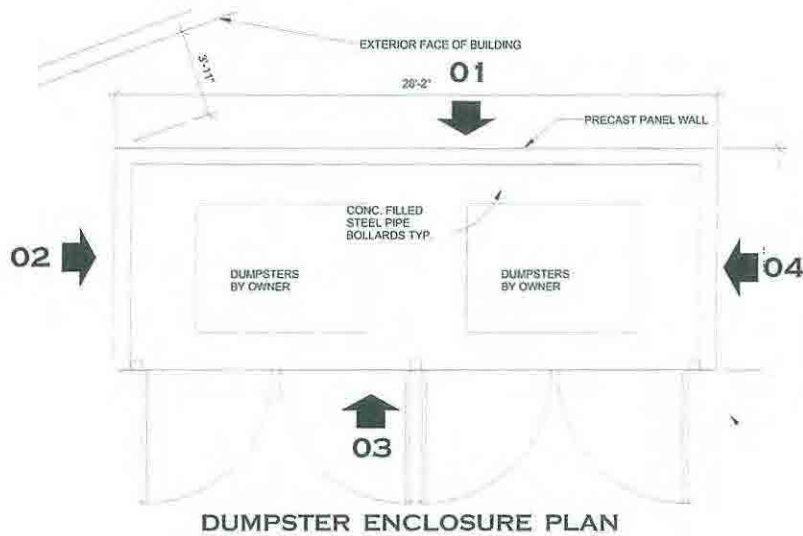 EXTERIOR FACE OF BUILDING
3'-11"
01
28'-2"
PRECAST PANEL WALL
CONC. FILLED
STEEL PIPE
BOLLARDS TYP.
02
04
DUMPSTERS
BY OWNER
DUMPSTERS
BY OWNER
03
DUMPSTER ENCLOSURE PLAN